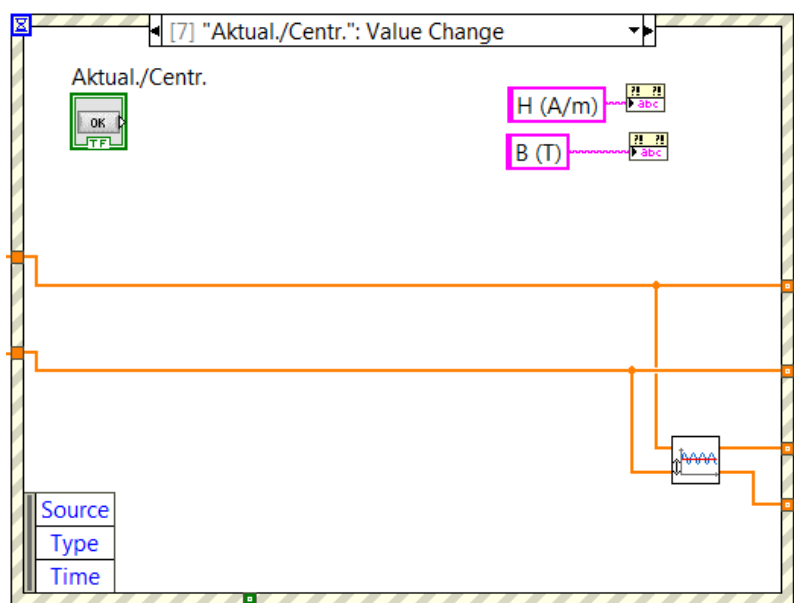 [7] "Aktual./Centr.": Value Change
Aktual./Centr.
OK
TF
H (A/m)
?! ?!
abc
B (T)
?! ?!
abc
Source
Type
Time